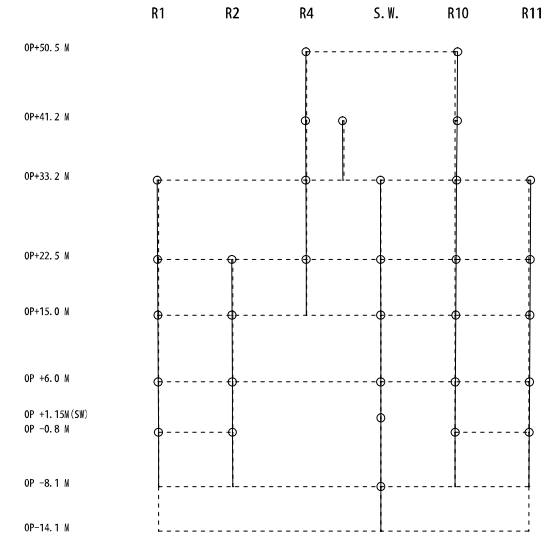 R1 R2 R4 S.W. R10 R11
OP+50.5 M
OP+41.2 M
OP+33.2 M
OP+22.5 M
OP+15.0 M
OP +6.0 M
OP +1.15M(SW)
OP -0.8 M
OP -8.1 M
OP-14.1 M